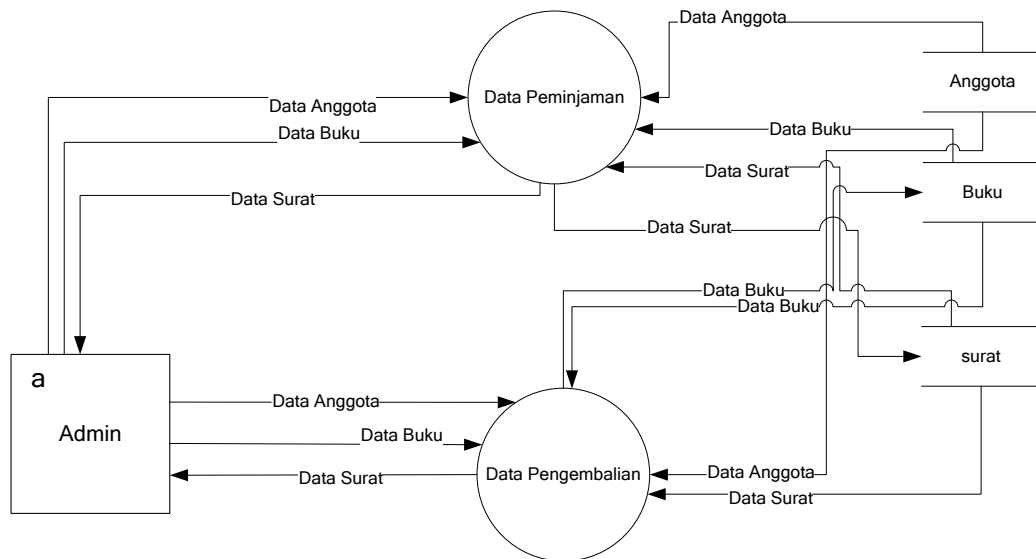 Data Anggota
Anggota
Data Peminjaman
Data Anggota
Data Buku
Data Buku
Data Surat
Buku
Data Surat
Data Surat
Data Buku
Data Buku
surat
a
Admin
Data Anggota
Data Buku
Data Surat
Data Pengembalian
Data Anggota
Data Surat